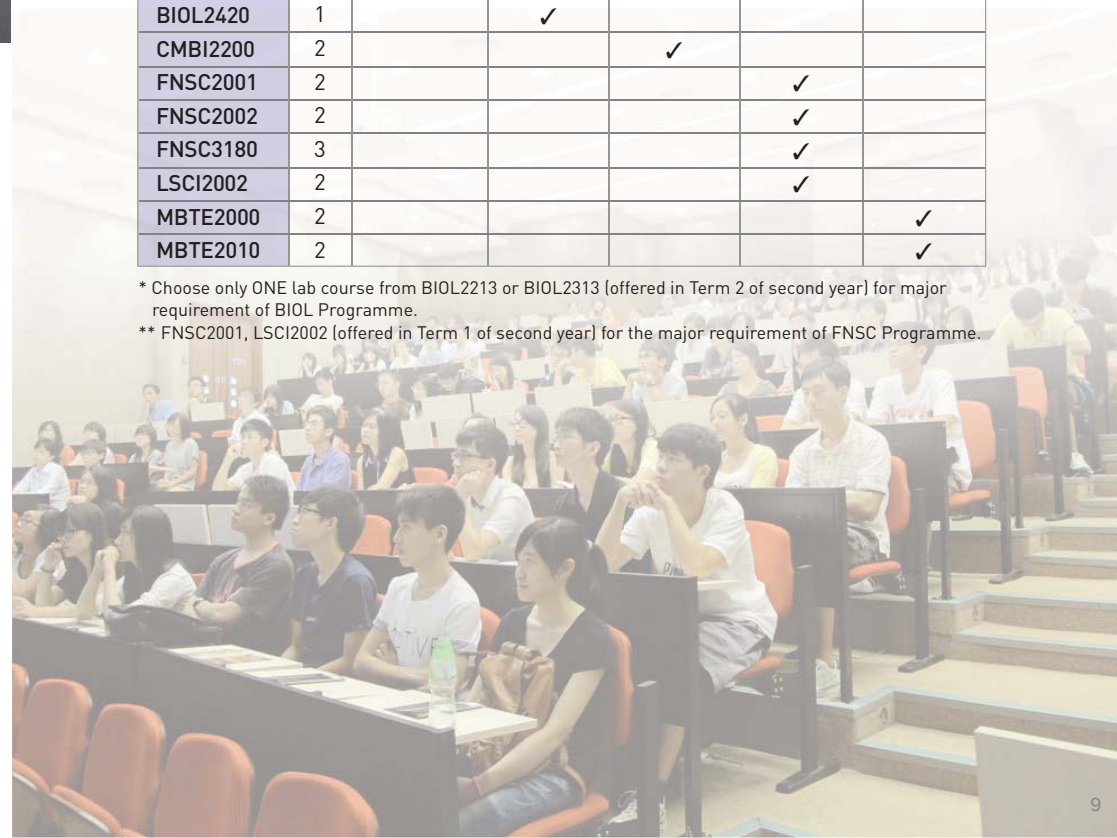 BIOL2420 1 ✓
CMBI2200 2 ✓
FNSC2001 2 ✓
FNSC2002 2 ✓
FNSC3180 3 ✓
LSCI2002 2 ✓
MBTE2000 2 ✓
MBTE2010 2 ✓
* Choose only ONE lab course from BIOL2213 or BIOL2313 (offered in Term 2 of second year) for major
requirement of BIOL Programme.
** FNSC2001, LSCI2002 (offered in Term 1 of second year) for the major requirement of FNSC Programme.
9